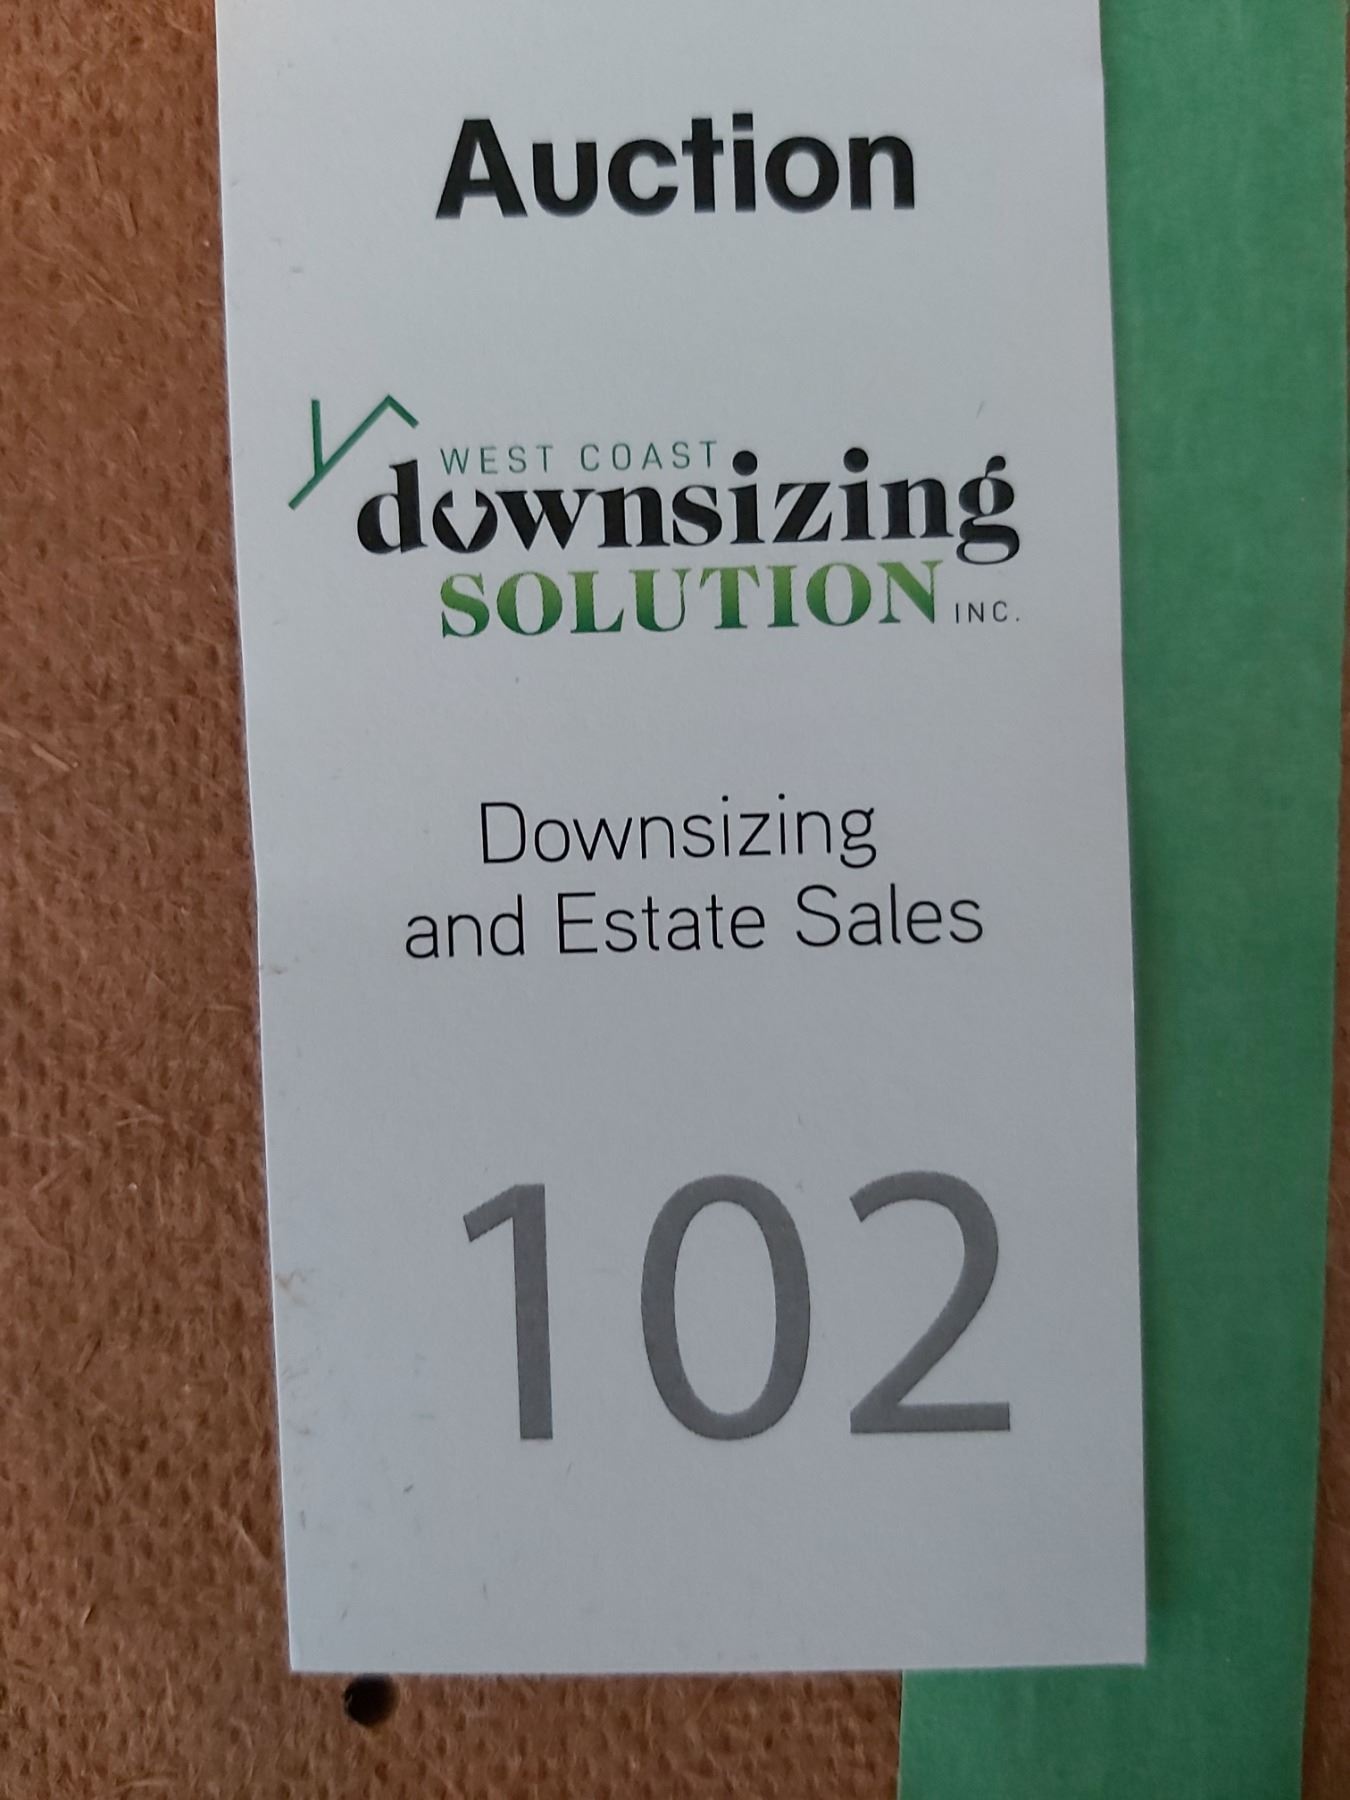 Auction
WEST COAST
downsizing
SOLUTION INC.
Downsizing
and Estate Sales
102